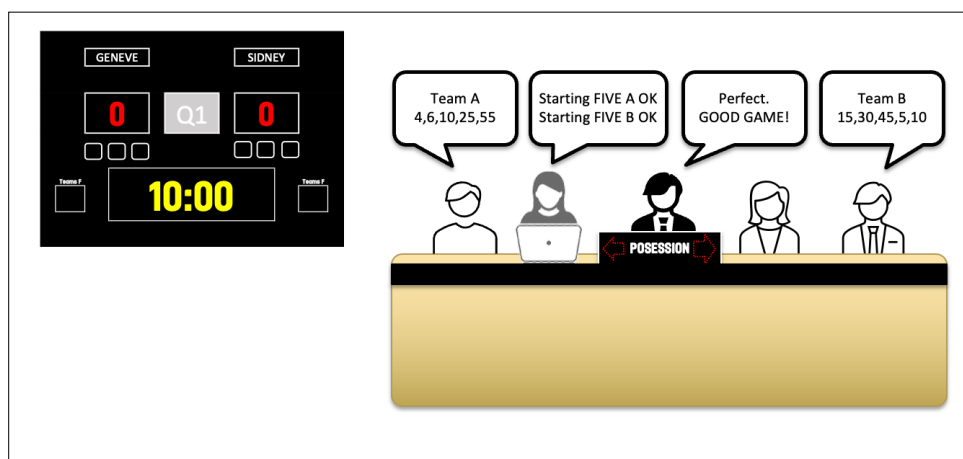 GENEVE
SIDNEY
0
Q1
0
Teams F
10:00
Teams F
Team A
4,6,10,25,55
Starting FIVE A OK
Starting FIVE B OK
Perfect.
GOOD GAME!
Team B
15,30,45,5,10
POSESSION